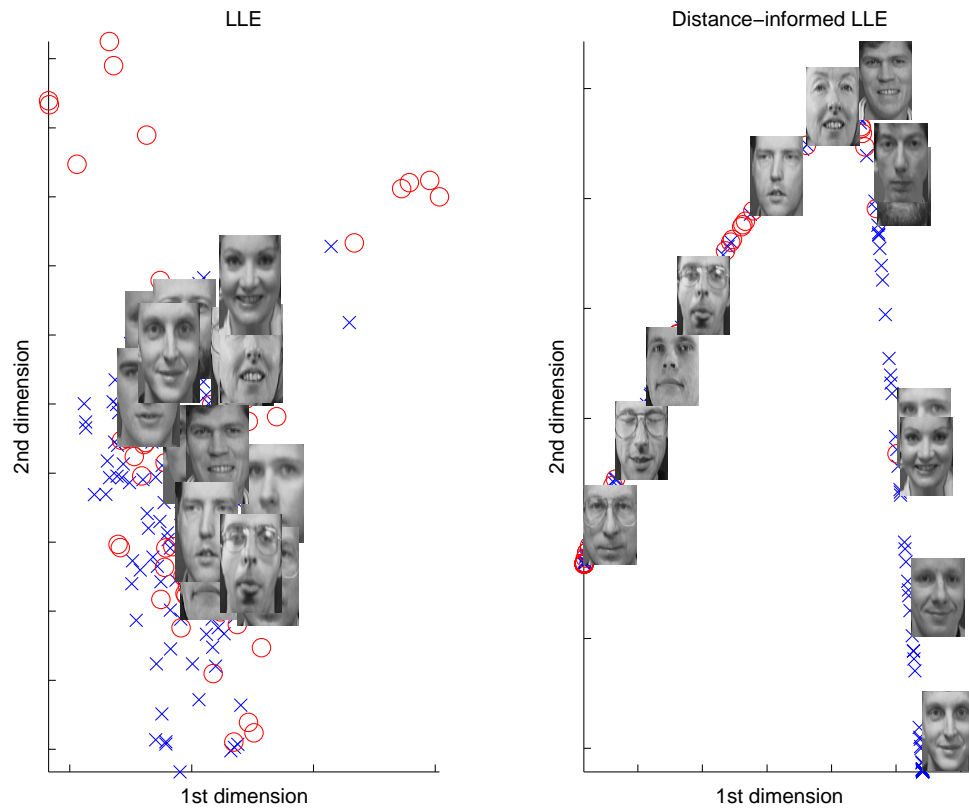 LLE
Distance−informed LLE
2nd dimension
2nd dimension
1st dimension
1st dimension